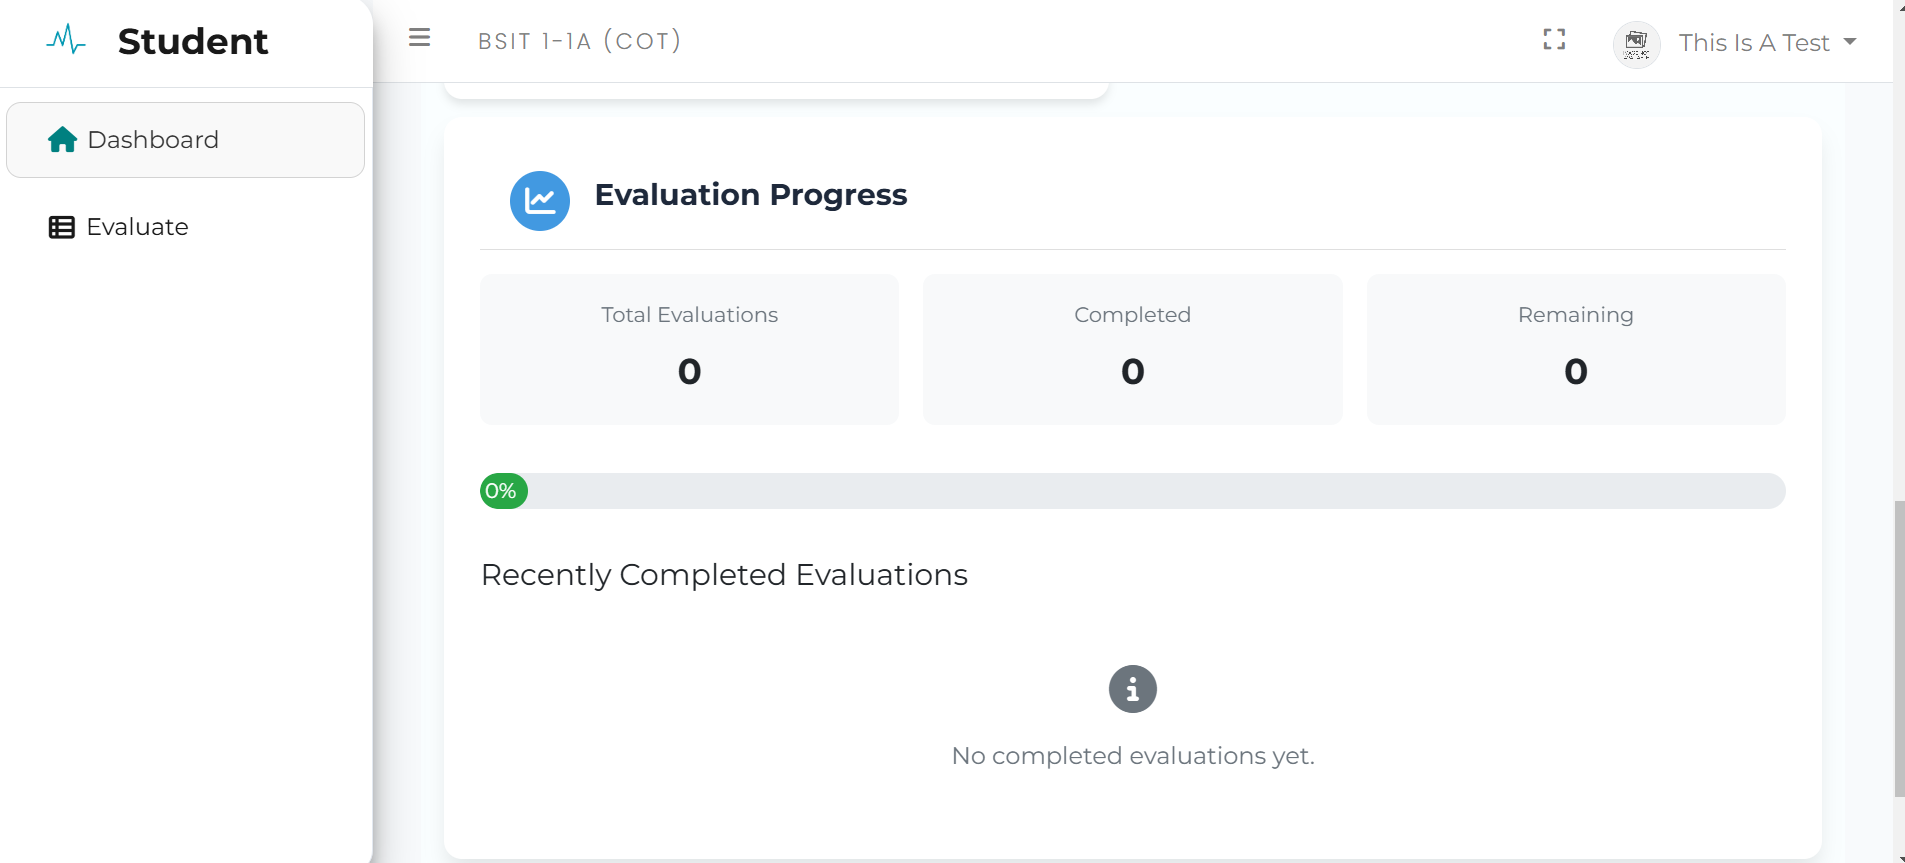 Student
BSIT 1-1A (COT)
This Is A Test
Dashboard
Evaluate
Evaluation Progress
Total Evaluations
0
Completed
0
Remaining
0
0%
Recently Completed Evaluations
No completed evaluations yet.